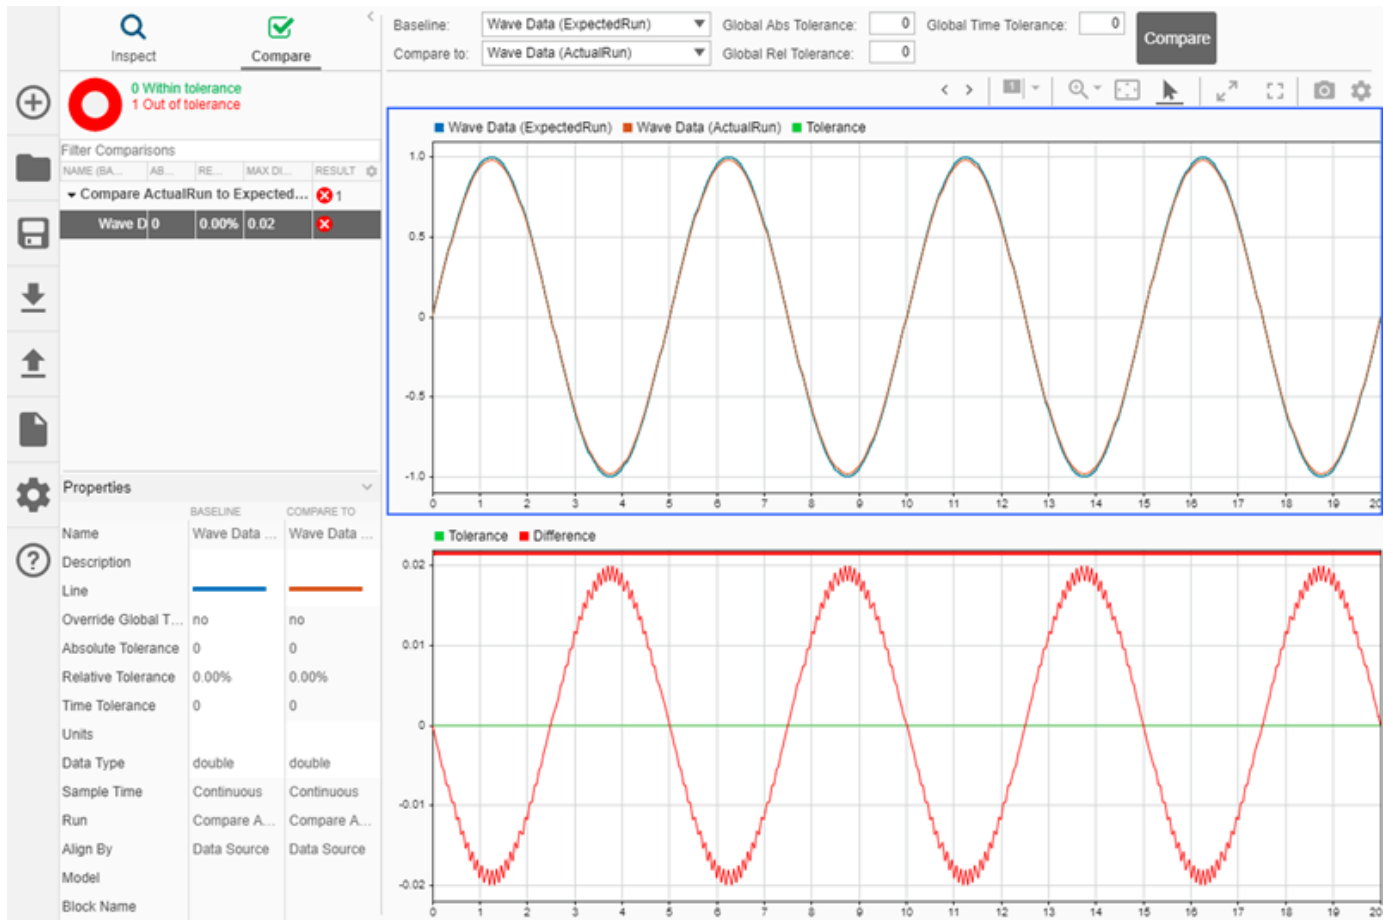 Inspect
Compare
0 Within tolerance
1 Out of tolerance
Filter Comparisons
NAME (BA... AB... RE... MAX DI... RESULT
Compare ActualRun to Expected... 1
Wave D 0 0.00% 0.02
Properties
BASELINE COMPARE TO
Name Wave Data ... Wave Data ...
Description
Line
Override Global T... no no
Absolute Tolerance 0 0
Relative Tolerance 0.00% 0.00%
Time Tolerance 0 0
Units
Data Type double double
Sample Time Continuous Continuous
Run Compare A... Compare A...
Align By Data Source Data Source
Model
Block Name
Baseline: Wave Data (ExpectedRun) Global Abs Tolerance: 0 Global Time Tolerance: 0
Compare to: Wave Data (ActualRun) Global Rel Tolerance: 0
Compare
1
Wave Data (ExpectedRun) Wave Data (ActualRun) Tolerance
1.0
0.5
0
-0.5
-1.0
0 1 2 3 4 5 6 7 8 9 10 11 12 13 14 15 16 17 18 19 20
Tolerance Difference
0.02
0.01
0
-0.01
-0.02
0 1 2 3 4 5 6 7 8 9 10 11 12 13 14 15 16 17 18 19 20